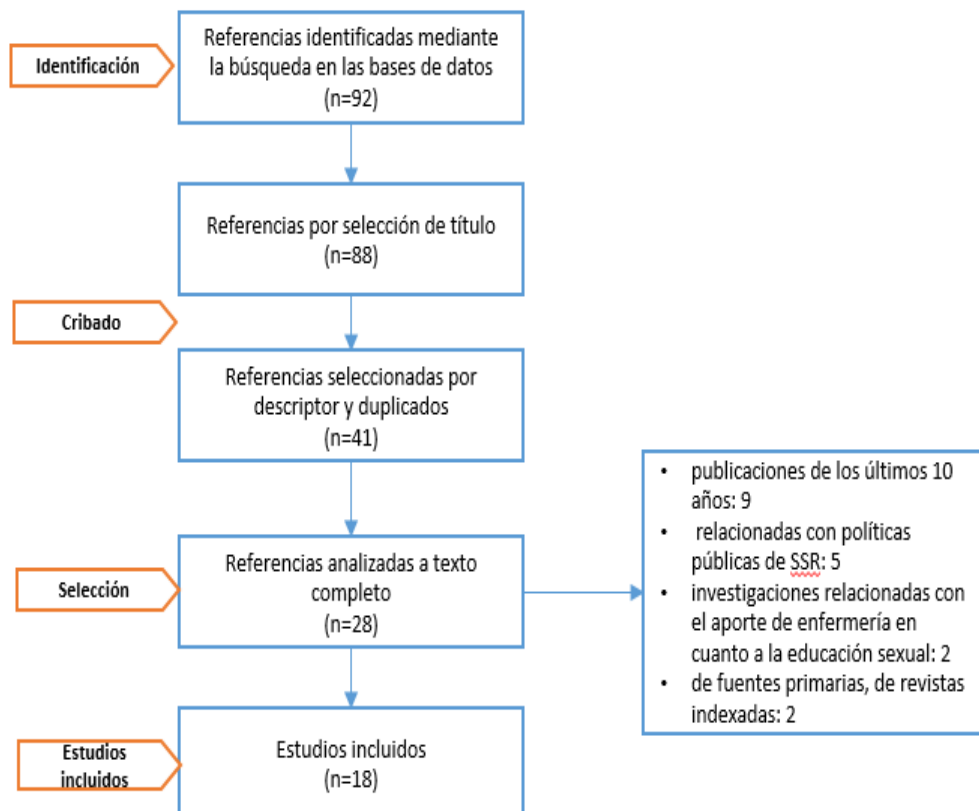 Identificación
Referencias identificadas mediante
la búsqueda en las bases de datos
(n=92)
Referencias por selección de título
(n=88)
Cribado
Referencias seleccionadas por
descriptor y duplicados
(n=41)
Selección
Referencias analizadas a texto
completo
(n=28)
• publicaciones de los últimos 10
años: 9
• relacionadas con políticas
públicas de SSR: 5
• investigaciones relacionadas con
el aporte de enfermería en
cuanto a la educación sexual: 2
• de fuentes primarias, de revistas
indexadas: 2
Estudios
incluidos
Estudios incluidos
(n=18)